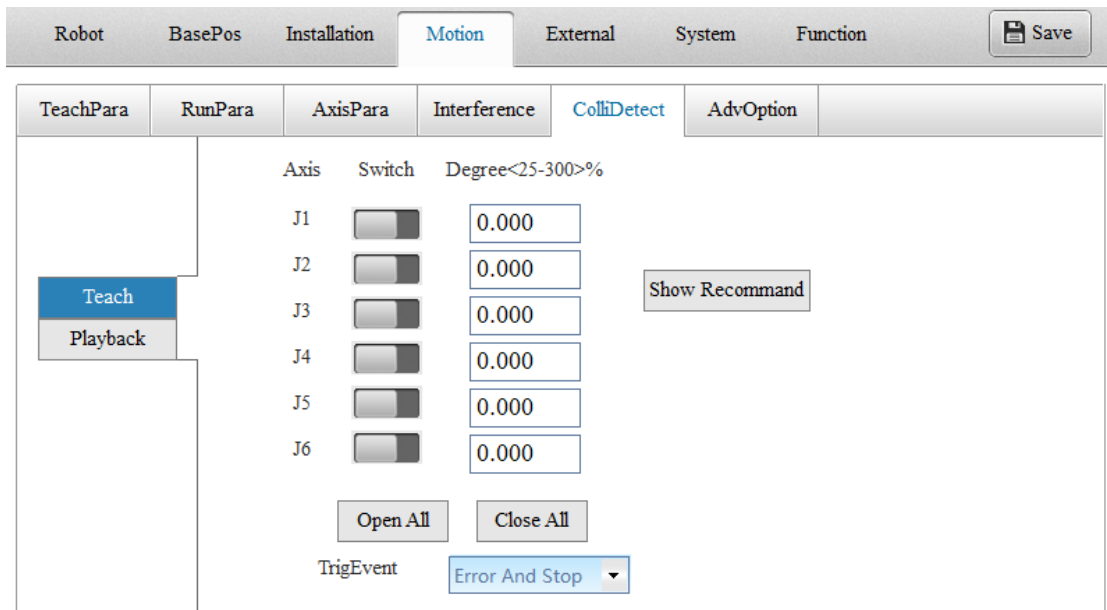 Robot BasePos Installation Motion External System Function Save
TeachPara RunPara AxisPara Interference ColliDetect AdvOption
Axis Switch Degree<25-300>%
J1 0.000
J2 0.000
Teach
Show Recommand
J3 0.000
Playback
J4 0.000
J5 0.000
J6 0.000
Open All Close All
TrigEvent Error And Stop